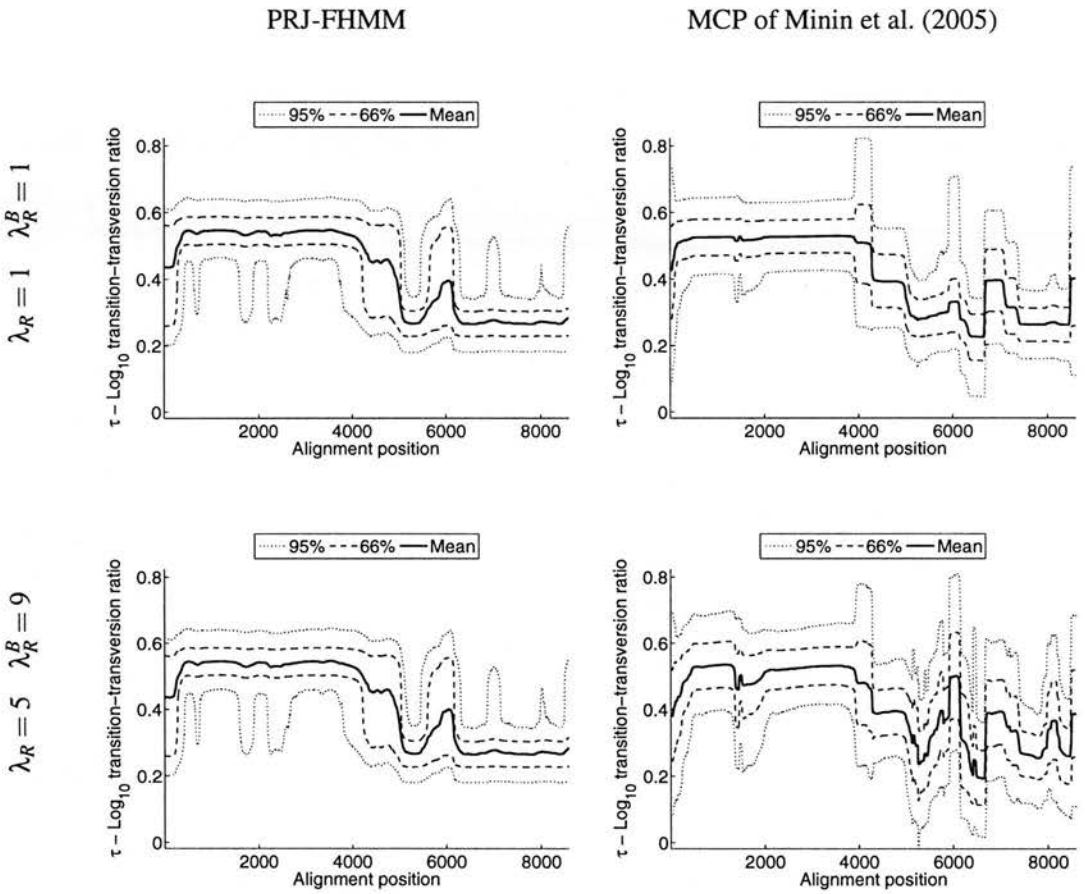 PRJ-FHMM
MCP of Minin et al. (2005)
λ_R = 1 λ_R^B = 1
95% 66% Mean
τ − Log10 transition−transversion ratio
0.8
0.6
0.4
0.2
0
2000 4000 6000 8000
Alignment position
95% 66% Mean
τ − Log10 transition−transversion ratio
0.8
0.6
0.4
0.2
0
2000 4000 6000 8000
Alignment position
λ_R = 5 λ_R^B = 9
95% 66% Mean
τ − Log10 transition−transversion ratio
0.8
0.6
0.4
0.2
0
2000 4000 6000 8000
Alignment position
95% 66% Mean
τ − Log10 transition−transversion ratio
0.8
0.6
0.4
0.2
0
2000 4000 6000 8000
Alignment position